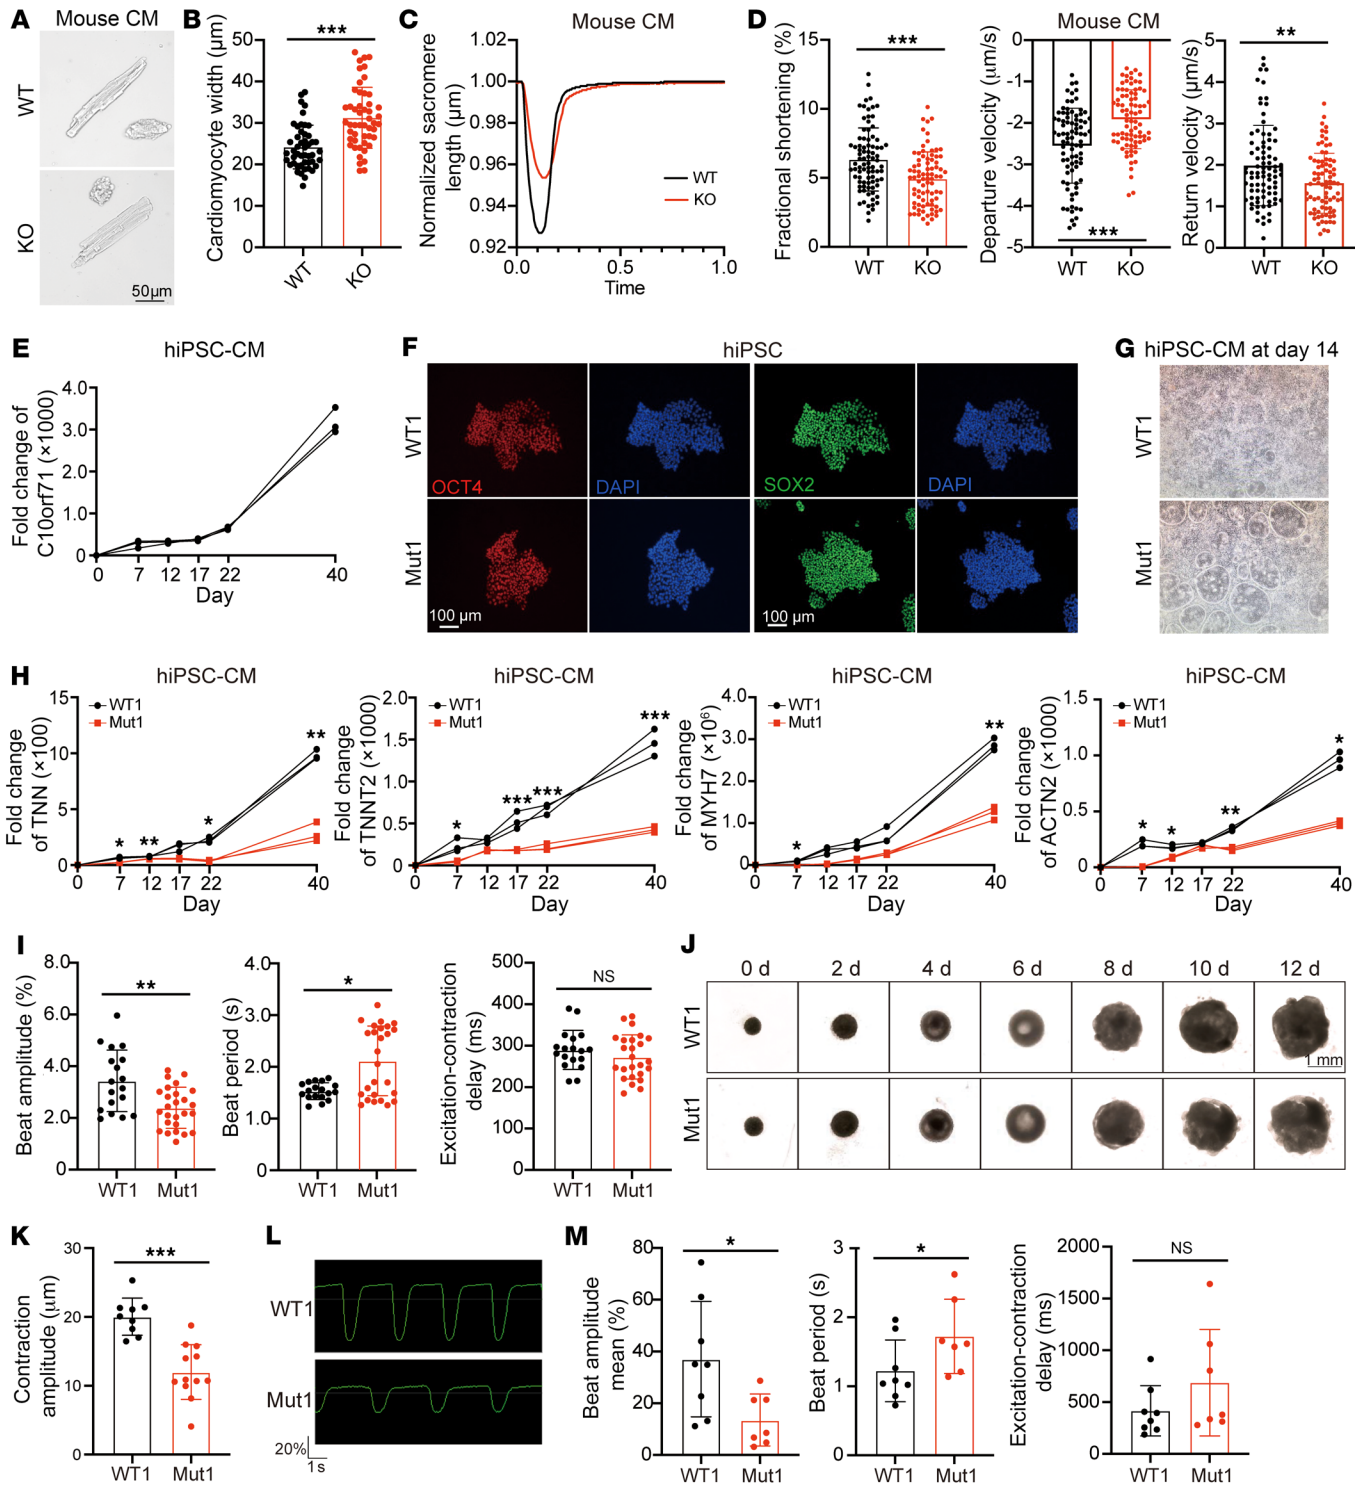 A
Mouse CM
WT
KO
50µm
B
***
Cardiomyocyte width (µm)
50
40
30
20
10
0
WT
KO
C
Mouse CM
Normalized sacromere
length (µm)
1.02
1.00
0.98
0.96
0.94
0.92
WT
KO
0.0
0.5
1.0
Time
D
Mouse CM
***
Fractional shortening (%)
15
10
5
0
WT
KO
Departure velocity (µm/s)
0
-1
-2
-3
-4
-5
***
WT
KO
**
Return velocity (µm/s)
5
4
3
2
1
0
WT
KO
E
hiPSC-CM
Fold change of
C10orf71 (×1000)
4.0
3.0
2.0
1.0
0
0 7 12 17 22 40
Day
F
hiPSC
WT1
OCT4
DAPI
SOX2
DAPI
Mut1
100 µm
100 µm
G
hiPSC-CM at day 14
WT1
Mut1
H
hiPSC-CM
WT1
Mut1
Fold change
of TNN (×100)
15
10
5
0
* ** * **
0 7 12 17 22 40
Day
hiPSC-CM
WT1
Mut1
Fold change
of TNNT2 (×1000)
2.0
1.5
1.0
0.5
0
* *** *** ***
0 7 12 17 22 40
Day
hiPSC-CM
WT1
Mut1
Fold change
of MYH7 (×10⁶)
4.0
3.0
2.0
1.0
0
* **
0 7 12 17 22 40
Day
hiPSC-CM
WT1
Mut1
Fold change
of ACTN2 (×1000)
1.5
1.0
0.5
0
* * ** *
0 7 12 17 22 40
Day
I
**
Beat amplitude (%)
8.0
6.0
4.0
2.0
0
WT1
Mut1
*
Beat period (s)
4.0
3.0
2.0
1.0
0
WT1
Mut1
NS
Excitation-contraction
delay (ms)
500
400
300
200
100
0
WT1
Mut1
J
0 d 2 d 4 d 6 d 8 d 10 d 12 d
WT1
1 mm
Mut1
K
***
Contraction
amplitude (µm)
30
20
10
0
WT1
Mut1
L
WT1
Mut1
20%
1 s
M
*
Beat amplitude
mean (%)
80
60
40
20
0
WT1
Mut1
*
Beat period (s)
3
2
1
0
WT1
Mut1
NS
Excitation-contraction
delay (ms)
2000
1500
1000
500
0
WT1
Mut1